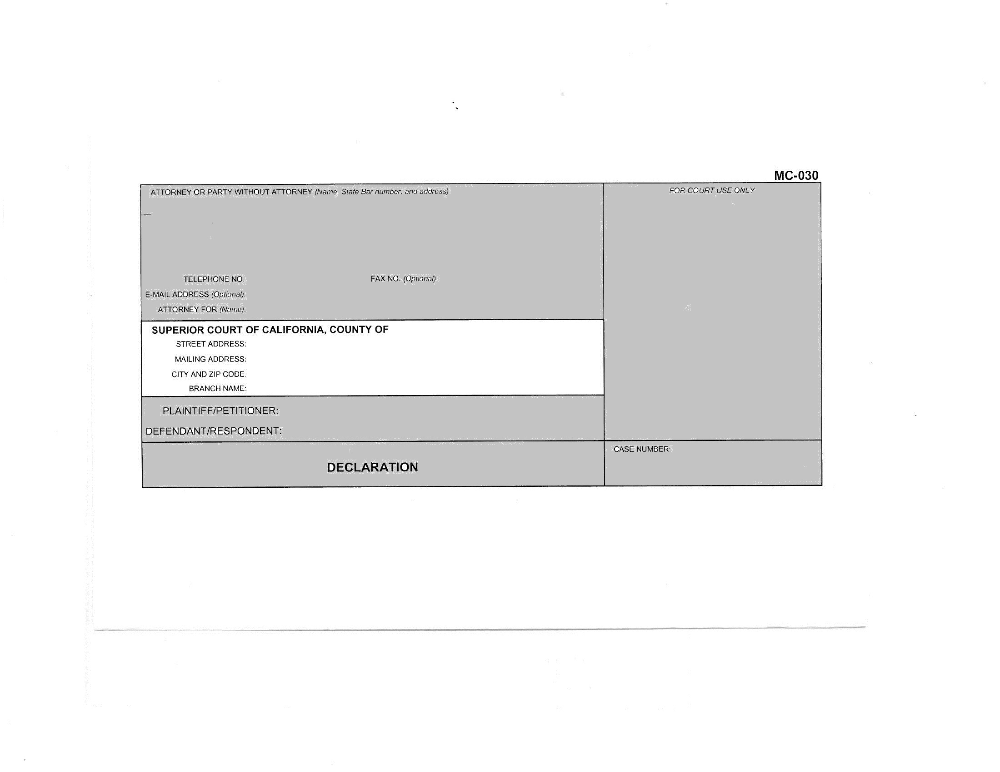 MC-030
ATTORNEY OR PARTY WITHOUT ATTORNEY (Name, State Bar number, and address):
FOR COURT USE ONLY
TELEPHONE NO.
FAX NO. (Optional):
E-MAIL ADDRESS (Optional):
ATTORNEY FOR (Name):
SUPERIOR COURT OF CALIFORNIA, COUNTY OF
STREET ADDRESS:
MAILING ADDRESS:
CITY AND ZIP CODE:
BRANCH NAME:
PLAINTIFF/PETITIONER:
DEFENDANT/RESPONDENT:
DECLARATION
CASE NUMBER: